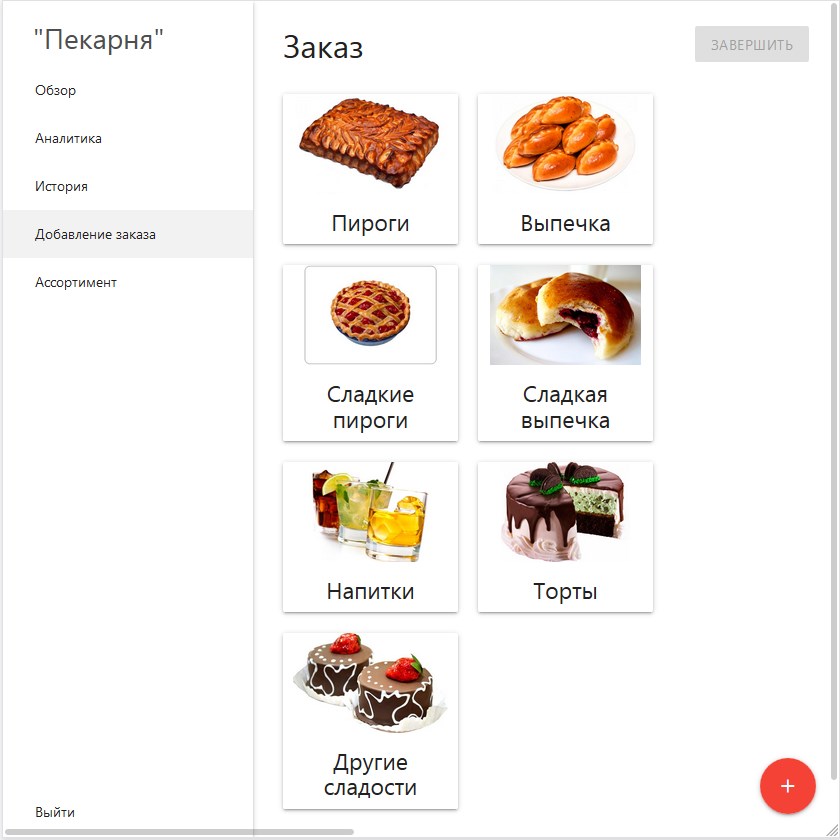 "Пекарня"
Обзор
Аналитика
История
Добавление заказа
Ассортимент
Выйти
Заказ
ЗАВЕРШИТЬ
Пироги
Выпечка
Сладкие
пироги
Сладкая
выпечка
Напитки
Торты
Другие
сладости
+